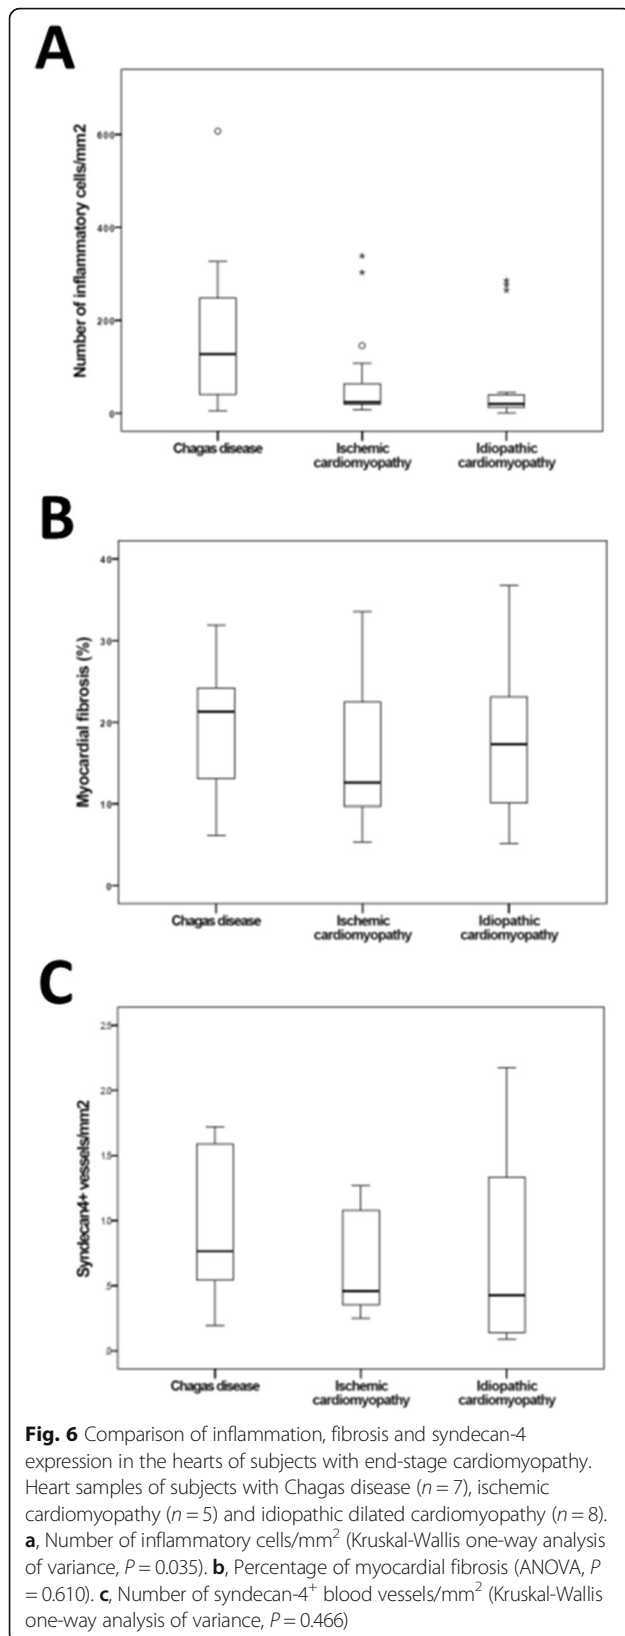 A
Number of inflammatory cells/mm2
600
400
200
0
Chagas disease
Ischemic
cardiomyopathy
Idiopathic
cardiomyopathy
B
Myocardial fibrosis (%)
40
30
20
10
0
Chagas disease
Ischemic
cardiomyopathy
Idiopathic
cardiomyopathy
C
Syndecan4+ vessels/mm2
2.5
2.0
1.5
1.0
.5
.0
Chagas disease
Ischemic
cardiomyopathy
Idiopathic
cardiomyopathy
Fig. 6 Comparison of inflammation, fibrosis and syndecan-4
expression in the hearts of subjects with end-stage cardiomyopathy.
Heart samples of subjects with Chagas disease (n = 7), ischemic
cardiomyopathy (n = 5) and idiopathic dilated cardiomyopathy (n = 8).
a, Number of inflammatory cells/mm² (Kruskal-Wallis one-way analysis
of variance, P = 0.035). b, Percentage of myocardial fibrosis (ANOVA, P
= 0.610). c, Number of syndecan-4⁺ blood vessels/mm² (Kruskal-Wallis
one-way analysis of variance, P = 0.466)